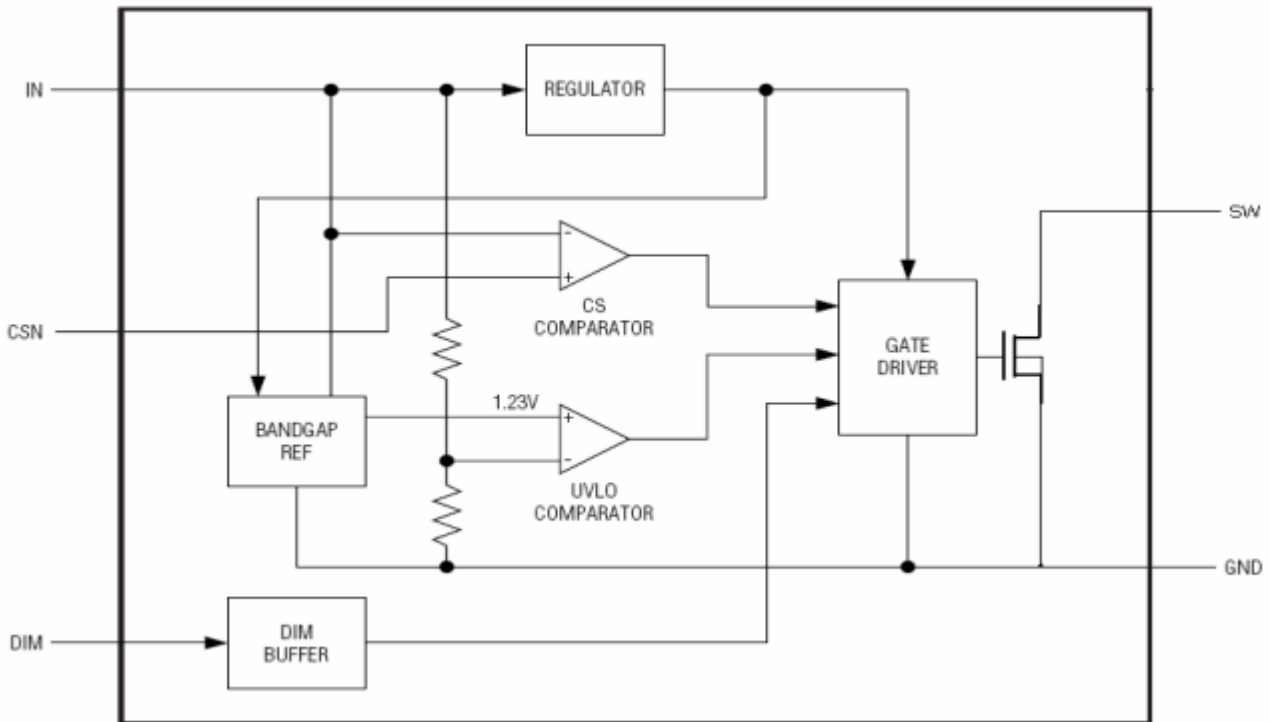 IN
REGULATOR
SW
-
+
CS
COMPARATOR
CSN
GATE
DRIVER
1.23V
BANDGAP
REF
+
-
UVLO
COMPARATOR
GND
DIM
DIM
BUFFER